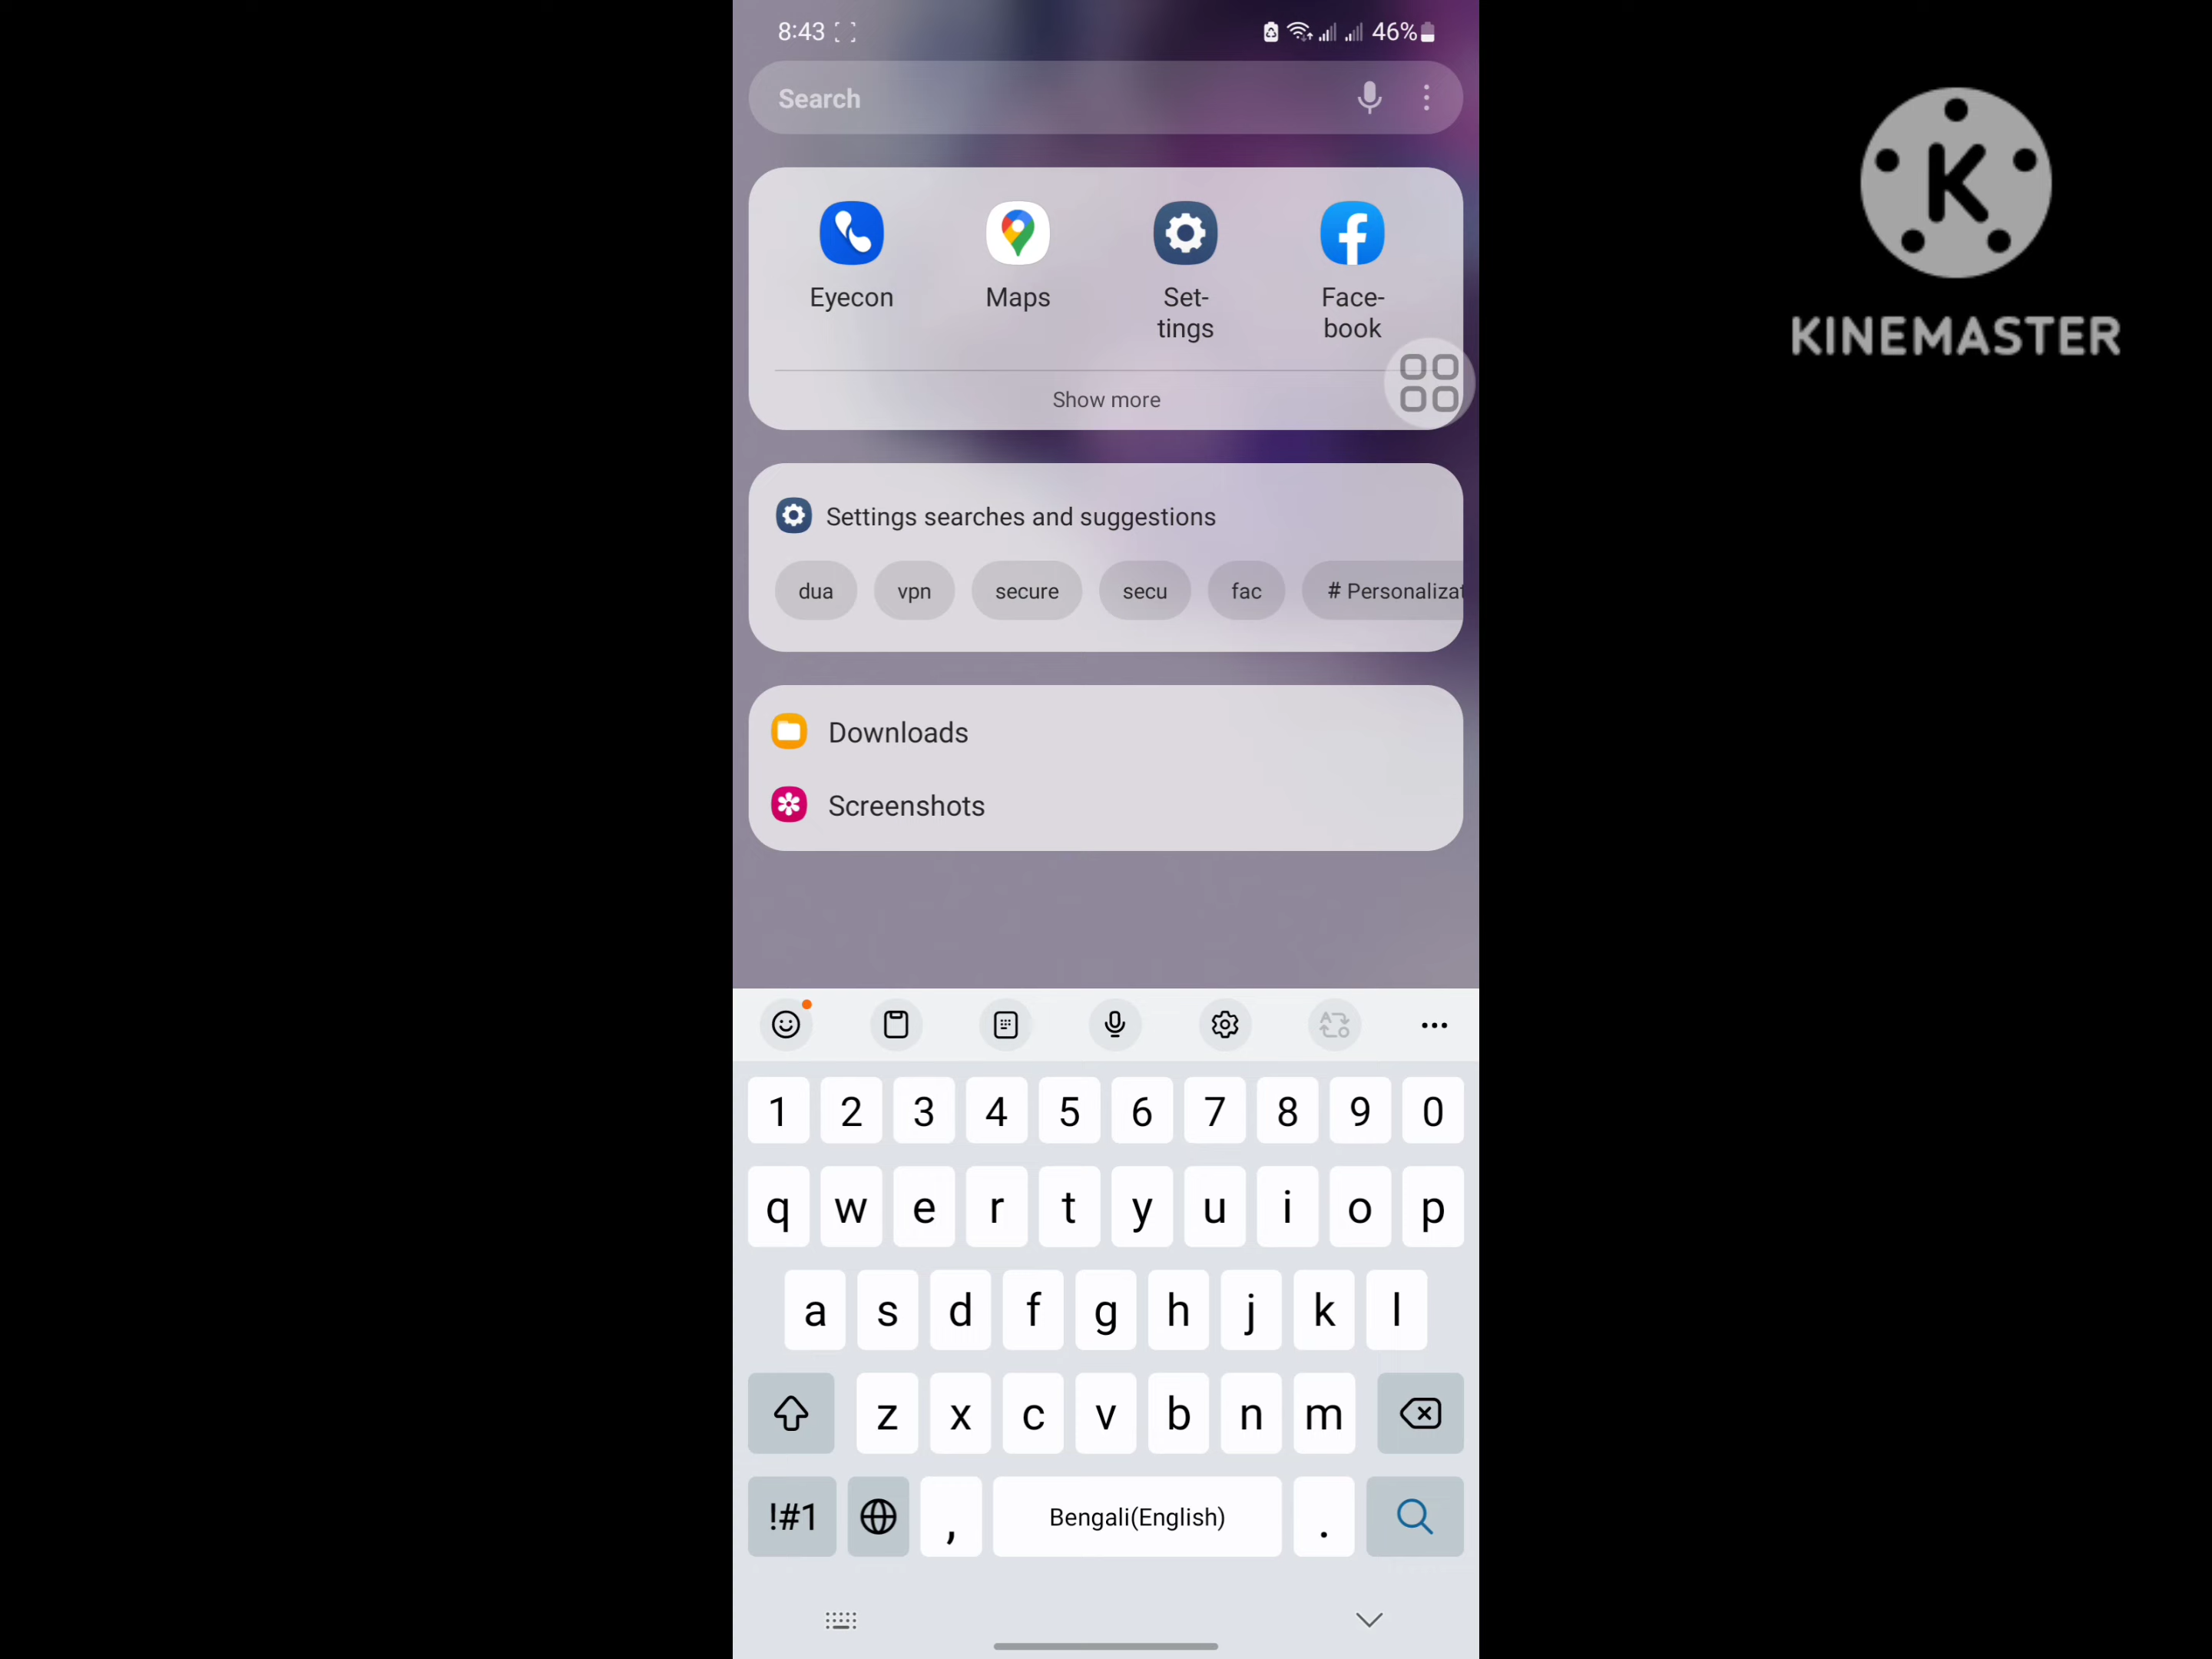 8:43
46%
Search
KINEMASTER
Eyecon
Maps
Set-
tings
Face-
book
Show more
Settings searches and suggestions
dua vpn secure secu fac # Personalizat
Downloads
Screenshots
1 2 3 4 5 6 7 8 9 0
q w e r t y u i o p
a s d f g h j k l
z x c v b n m
!#1 , Bengali(English) .